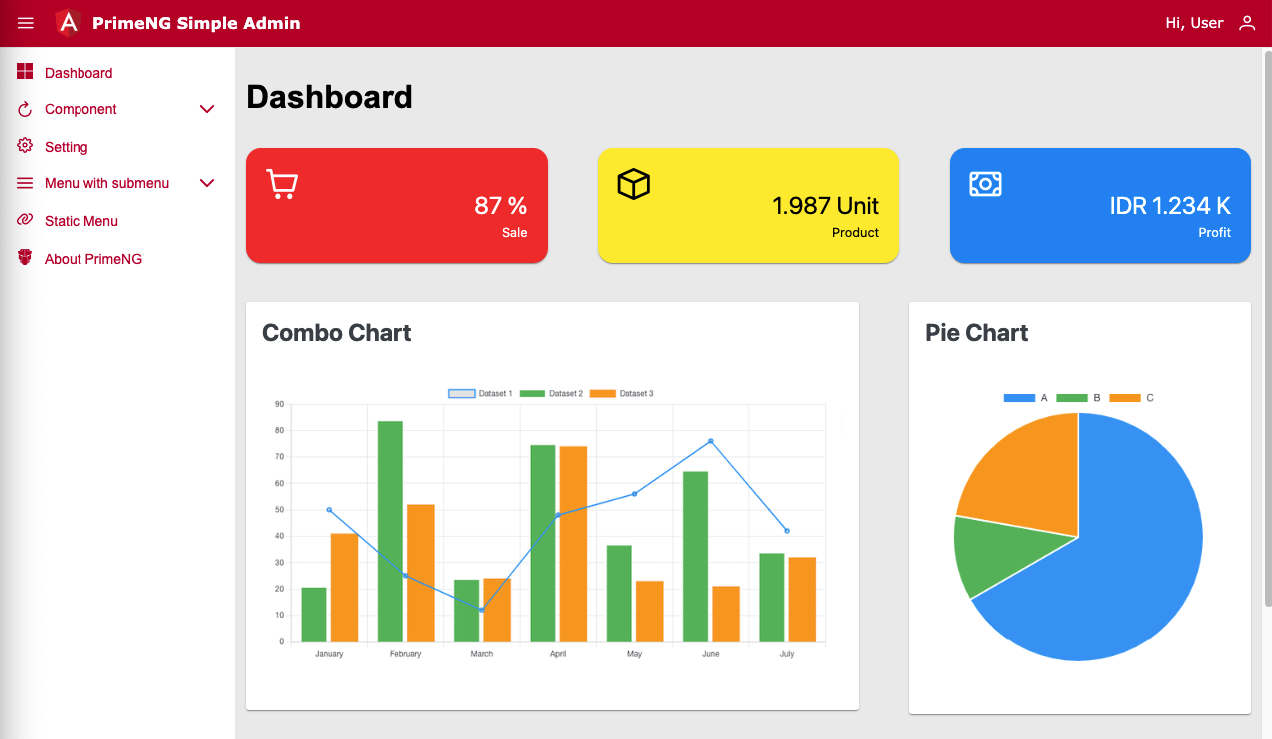 PrimeNG Simple Admin
Hi, User
Dashboard
Component
Setting
Menu with submenu
Static Menu
About PrimeNG
Dashboard
87 %
Sale
1.987 Unit
Product
IDR 1.234 K
Profit
Combo Chart
Dataset 1 Dataset 2 Dataset 3
90
80
70
60
50
40
30
20
10
0
January February March April May June July
Pie Chart
A B C